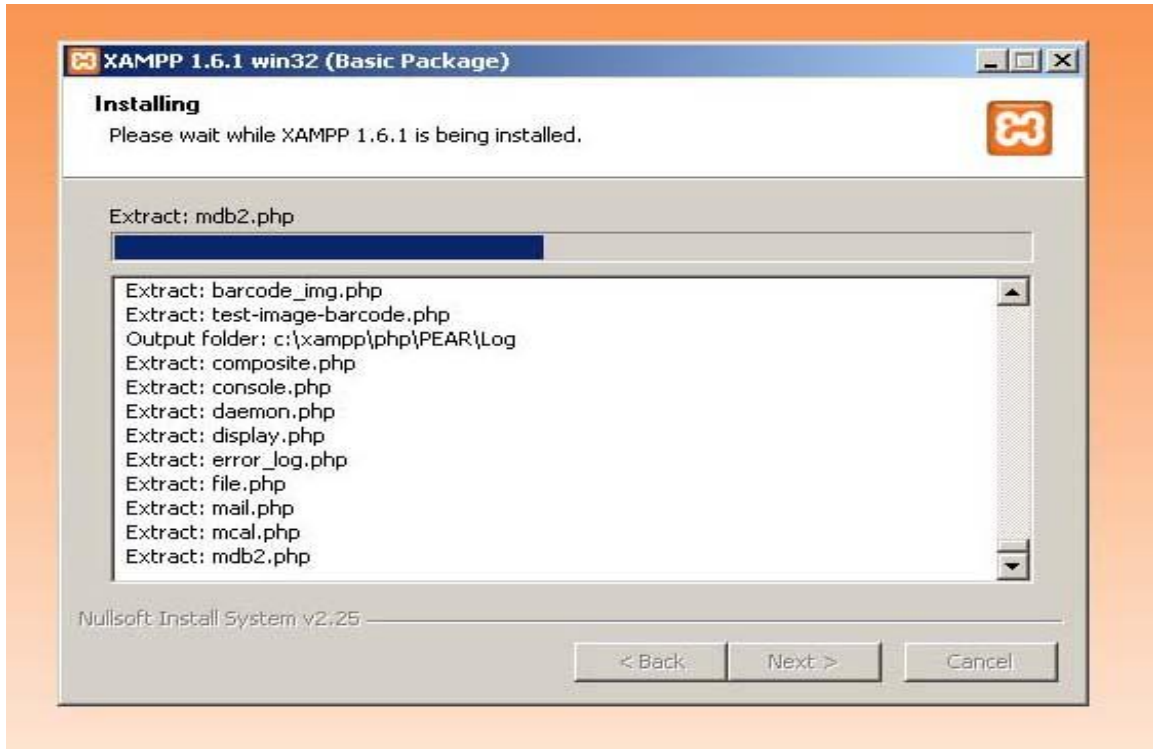 XAMPP 1.6.1 win32 (Basic Package)
Installing
Please wait while XAMPP 1.6.1 is being installed.
Extract: mdb2.php
Extract: barcode_img.php
Extract: test-image-barcode.php
Output folder: c:\xampp\php\PEAR\Log
Extract: composite.php
Extract: console.php
Extract: daemon.php
Extract: display.php
Extract: error_log.php
Extract: file.php
Extract: mail.php
Extract: mcal.php
Extract: mdb2.php
Nullsoft Install System v2.25
< Back Next > Cancel